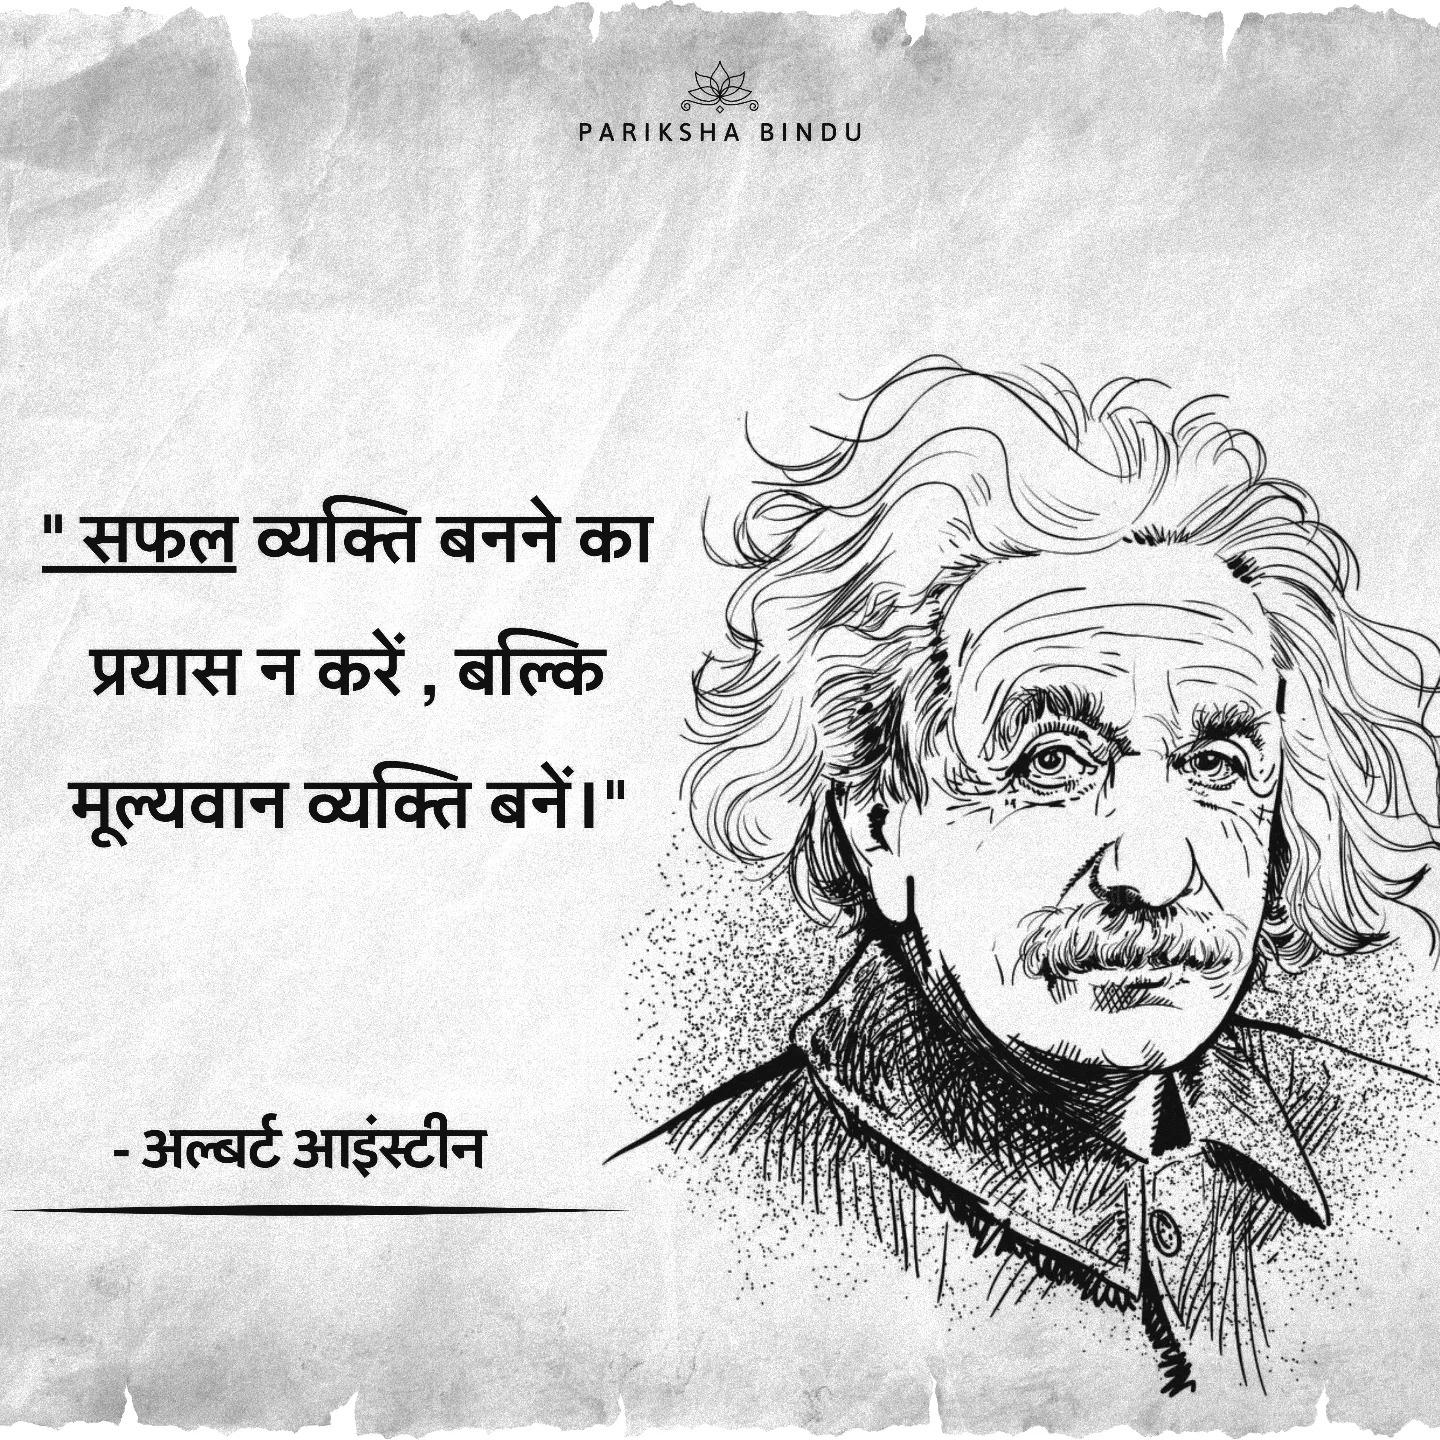 PARIKSHA BINDU
" सफल व्यक्ति बनने का
प्रयास न करें , बल्कि
मूल्यवान व्यक्ति बनें।"
- अल्बर्ट आइंस्टीन